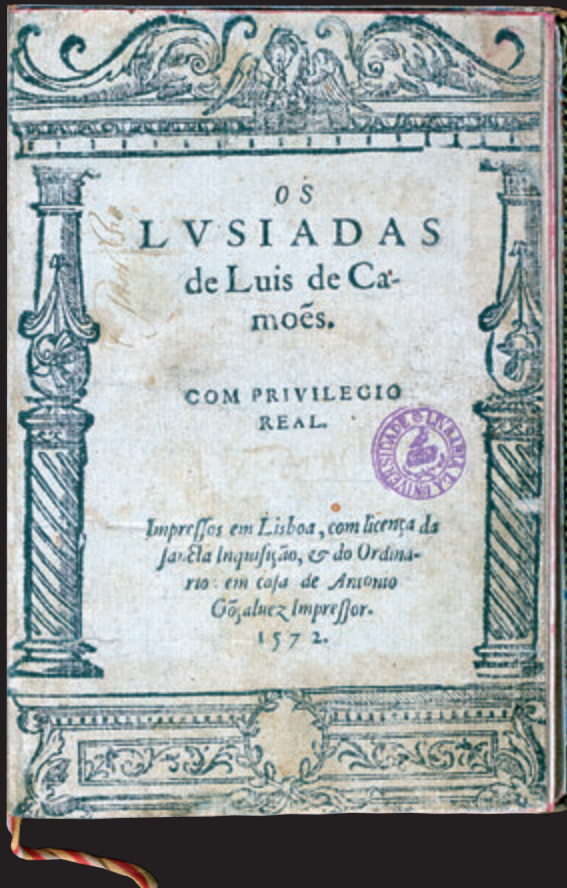 OS
LVSIADAS
de Luis de Ca-
moẽs.
COM PRIVILEGIO
REAL.
Impressos em Lisboa, com licença da
sancta Inquisição, & do Ordina-
rio: em casa de Antonio
Gõçaluez Impressor.
1572.